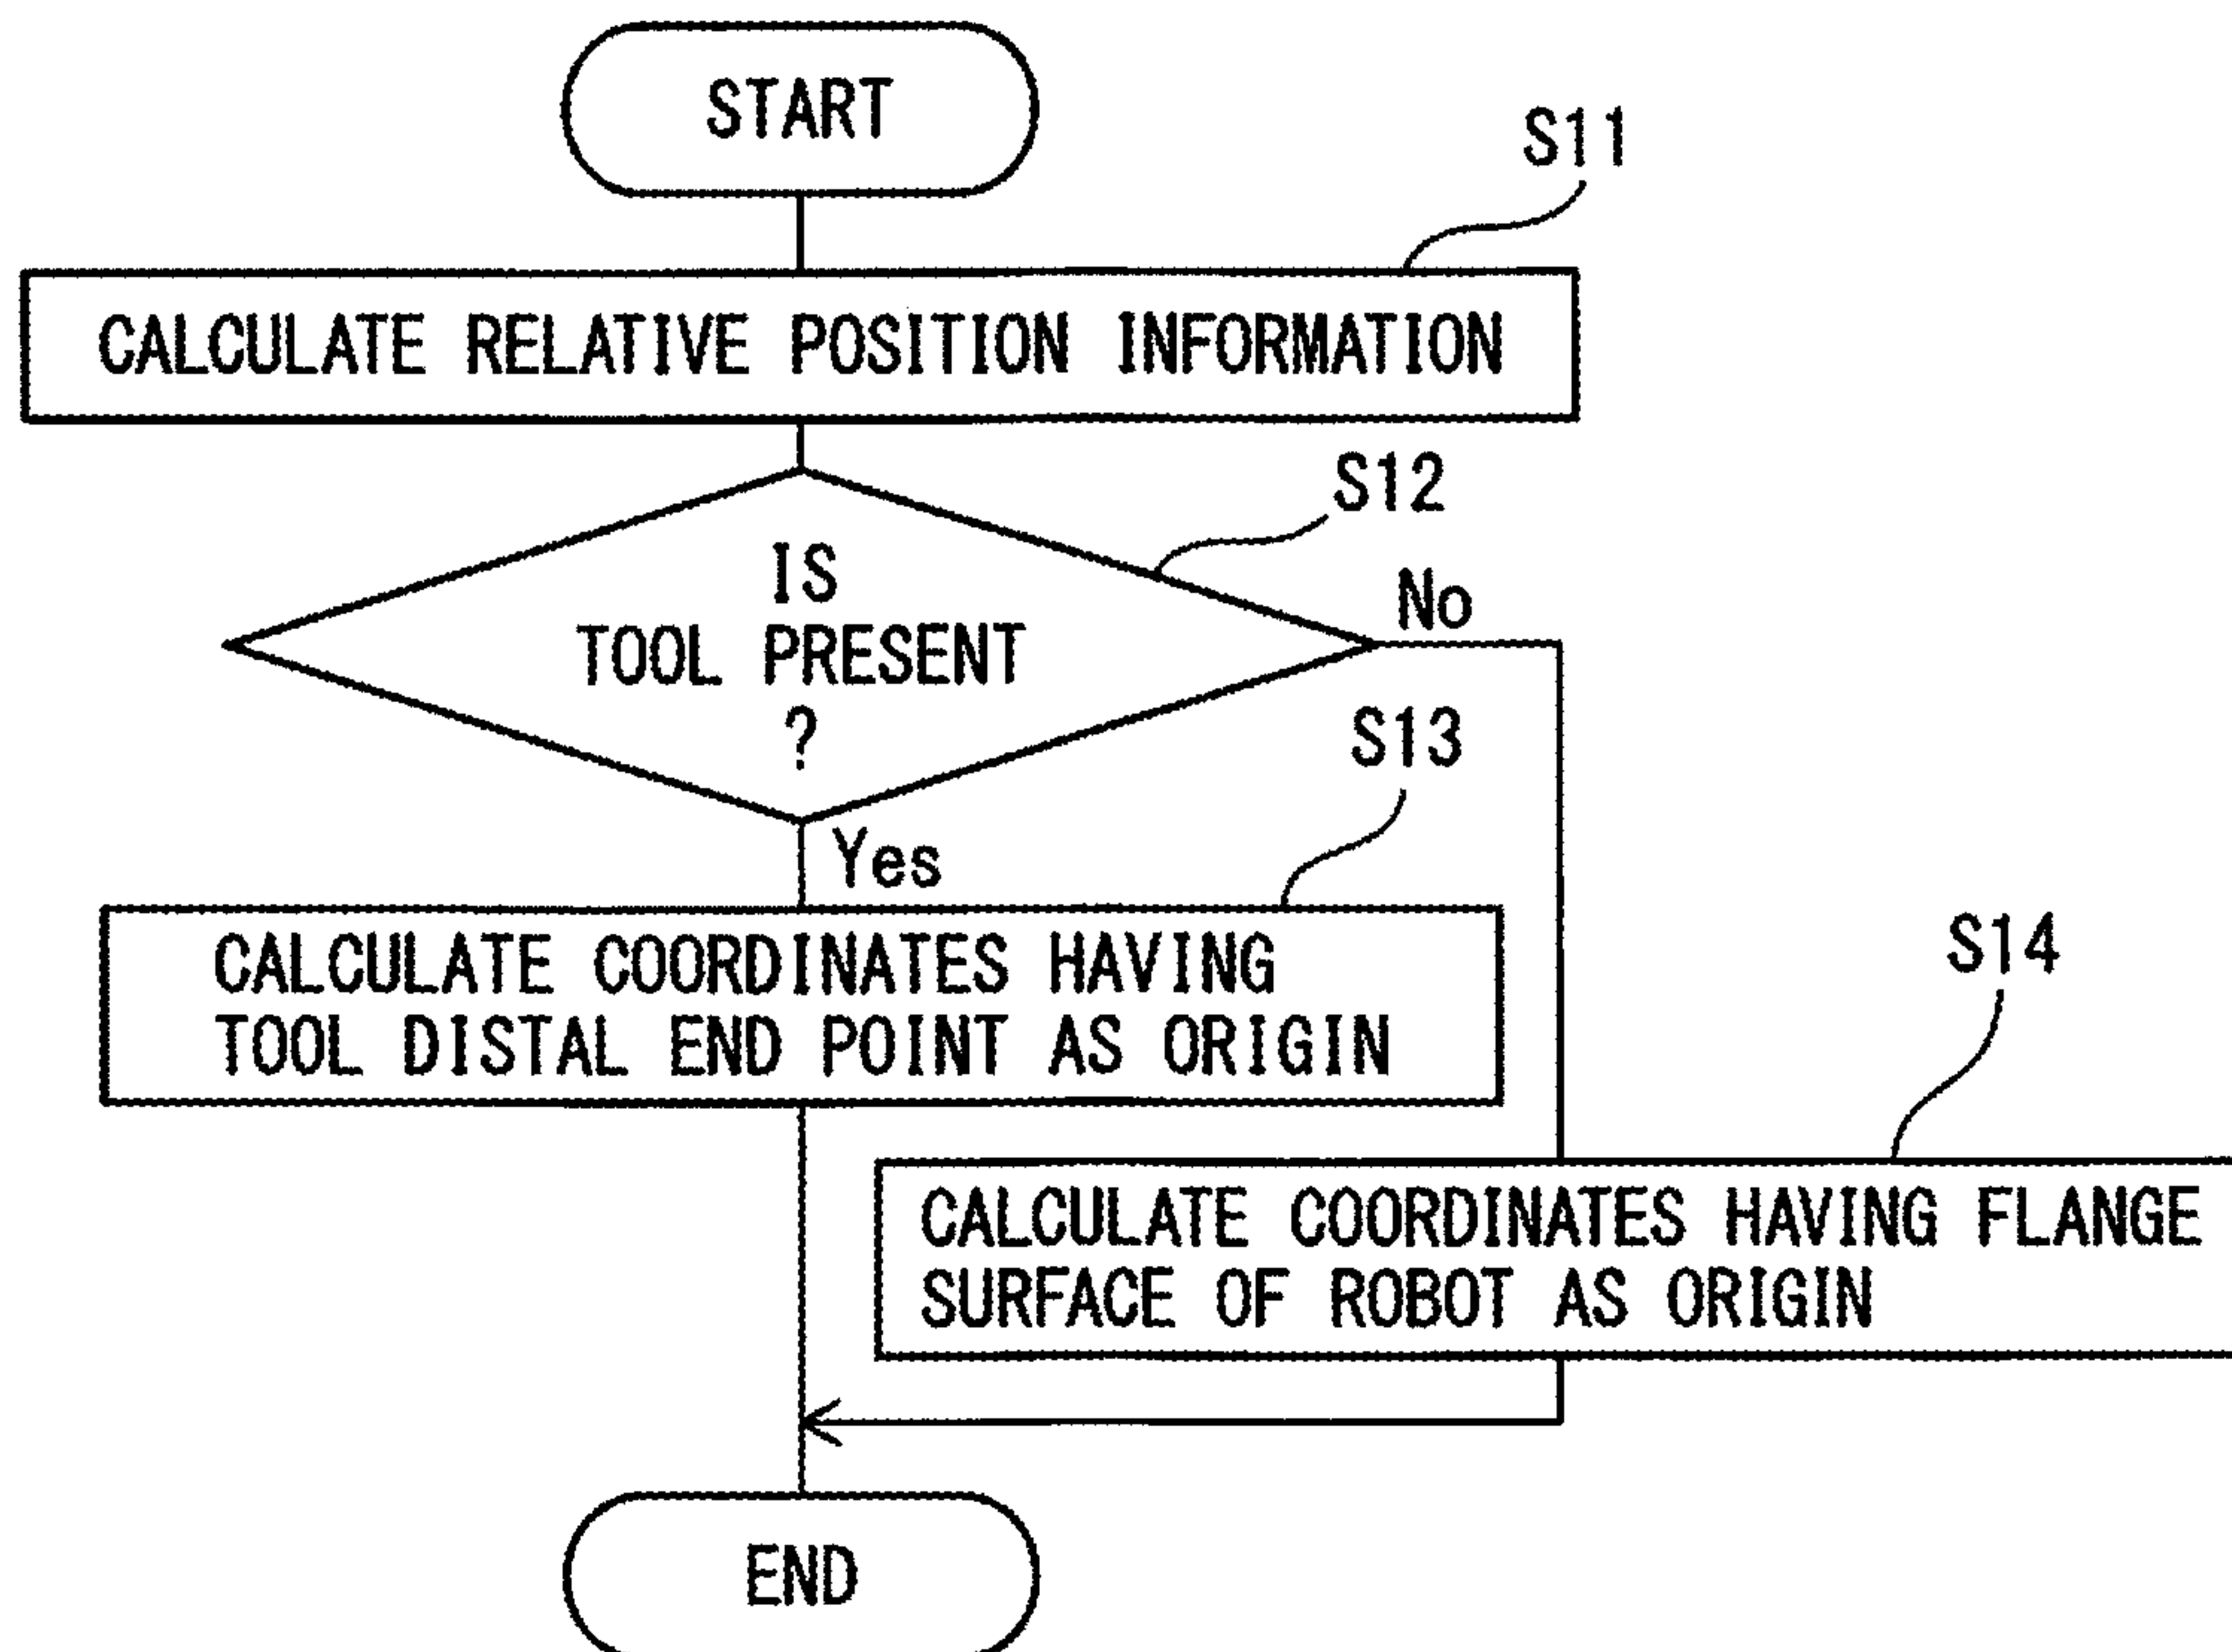 START
S11
CALCULATE RELATIVE POSITION INFORMATION
S12
IS
TOOL PRESENT
?
No
Yes
S13
CALCULATE COORDINATES HAVING
TOOL DISTAL END POINT AS ORIGIN
S14
CALCULATE COORDINATES HAVING FLANGE
SURFACE OF ROBOT AS ORIGIN
END